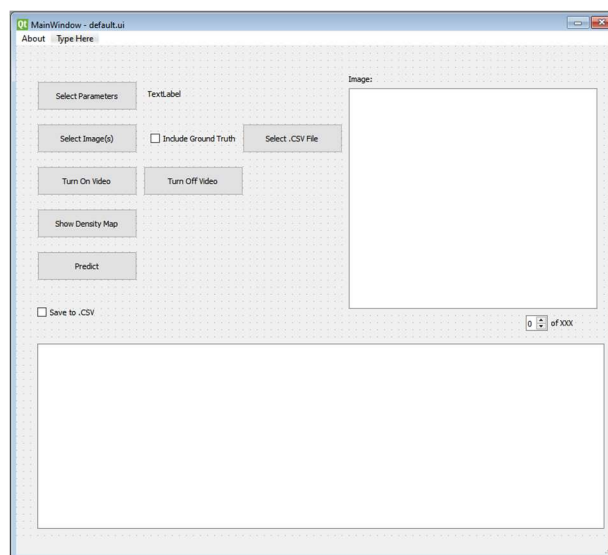 Qt MainWindow - default.ui
About Type Here
Image:
Select Parameters TextLabel
Select Image(s) Include Ground Truth Select .CSV File
Turn On Video Turn Off Video
Show Density Map
Predict
Save to .CSV
0 of XXX